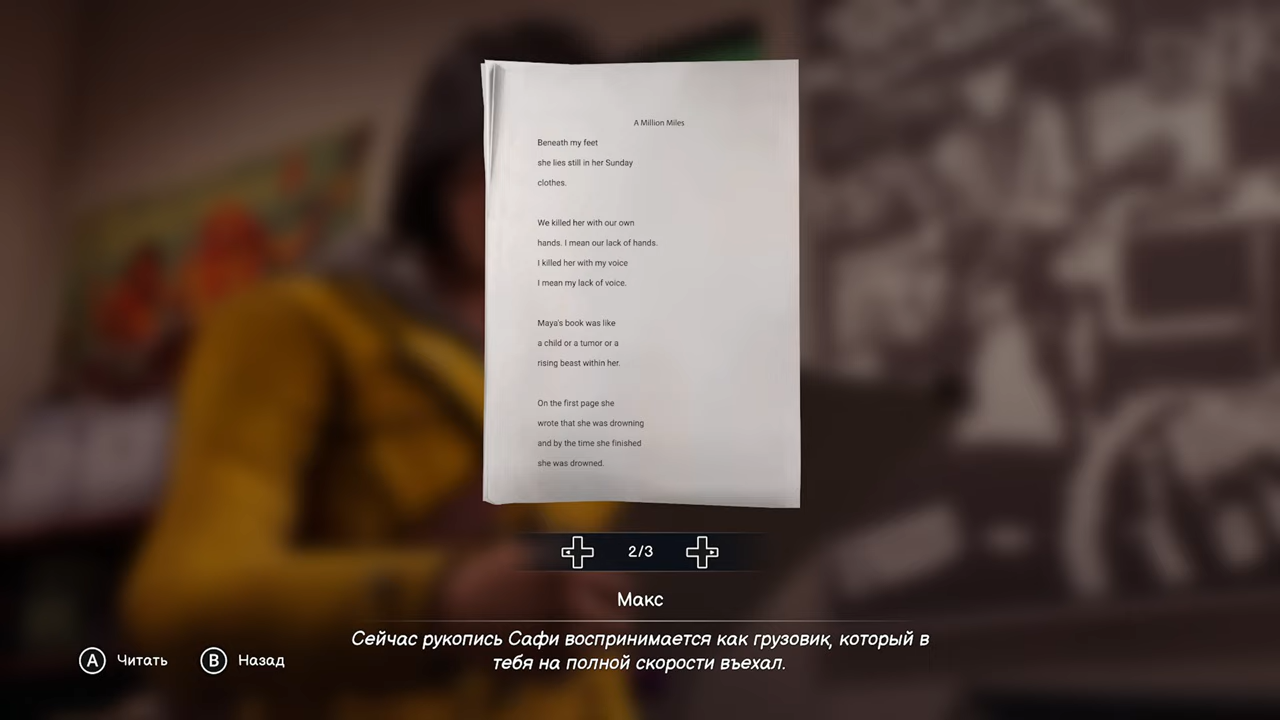 A Million Miles
Beneath my feet
she lies still in her Sunday
clothes.
We killed her with our own
hands. I mean our lack of hands.
I killed her with my voice
I mean my lack of voice.
Maya's book was like
a child or a tumor or a
rising beast within her.
On the first page she
wrote that she was drowning
and by the time she finished
she was drowned.
2/3
Макс
Сейчас рукопись Сафи воспринимается как грузовик, который в
тебя на полной скорости въехал.
A Читать B Назад